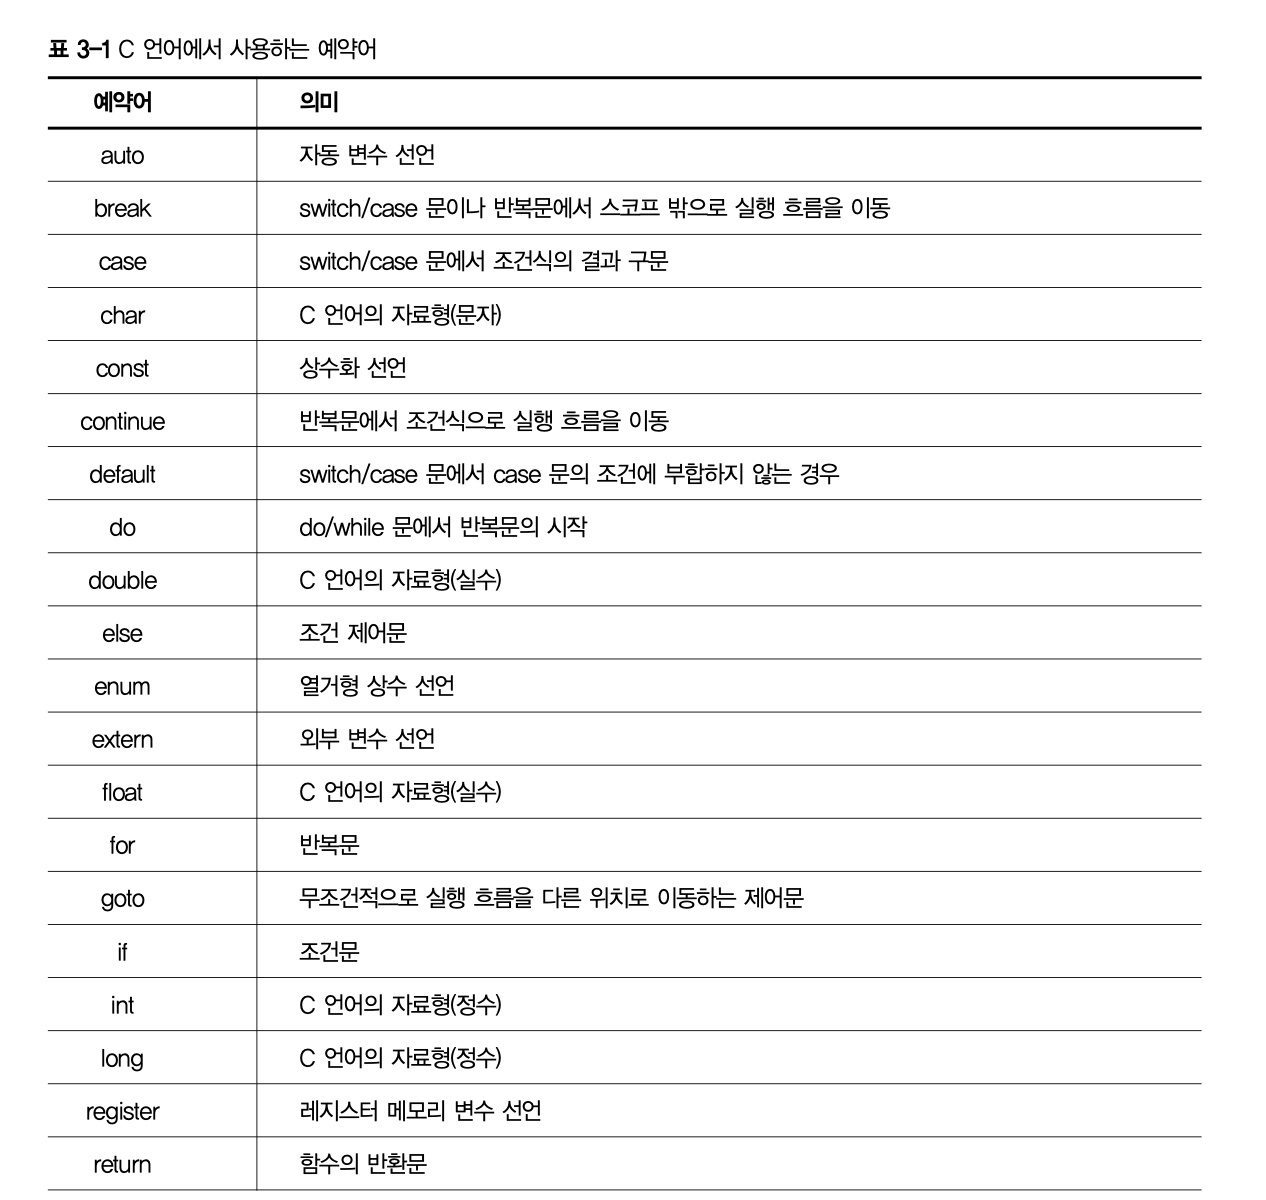 표 3-1 C 언어에서 사용하는 예약어
예약어 의미
auto 자동 변수 선언
break switch/case 문이나 반복문에서 스코프 밖으로 실행 흐름을 이동
case switch/case 문에서 조건식의 결과 구문
char C 언어의 자료형(문자)
const 상수화 선언
continue 반복문에서 조건식으로 실행 흐름을 이동
default switch/case 문에서 case 문의 조건에 부합하지 않는 경우
do do/while 문에서 반복문의 시작
double C 언어의 자료형(실수)
else 조건 제어문
enum 열거형 상수 선언
extern 외부 변수 선언
float C 언어의 자료형(실수)
for 반복문
goto 무조건적으로 실행 흐름을 다른 위치로 이동하는 제어문
if 조건문
int C 언어의 자료형(정수)
long C 언어의 자료형(정수)
register 레지스터 메모리 변수 선언
return 함수의 반환문